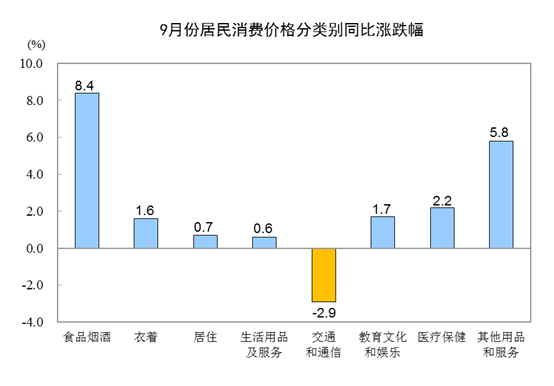 9月份居民消费价格分类别同比涨跌幅
(%)
10.0
8.0
6.0
4.0
2.0
0.0
-2.0
-4.0
8.4
1.6
0.7
0.6
-2.9
1.7
2.2
5.8
食品烟酒
衣着
居住
生活用品
及服务
交通
和通信
教育文化
和娱乐
医疗保健
其他用品
和服务